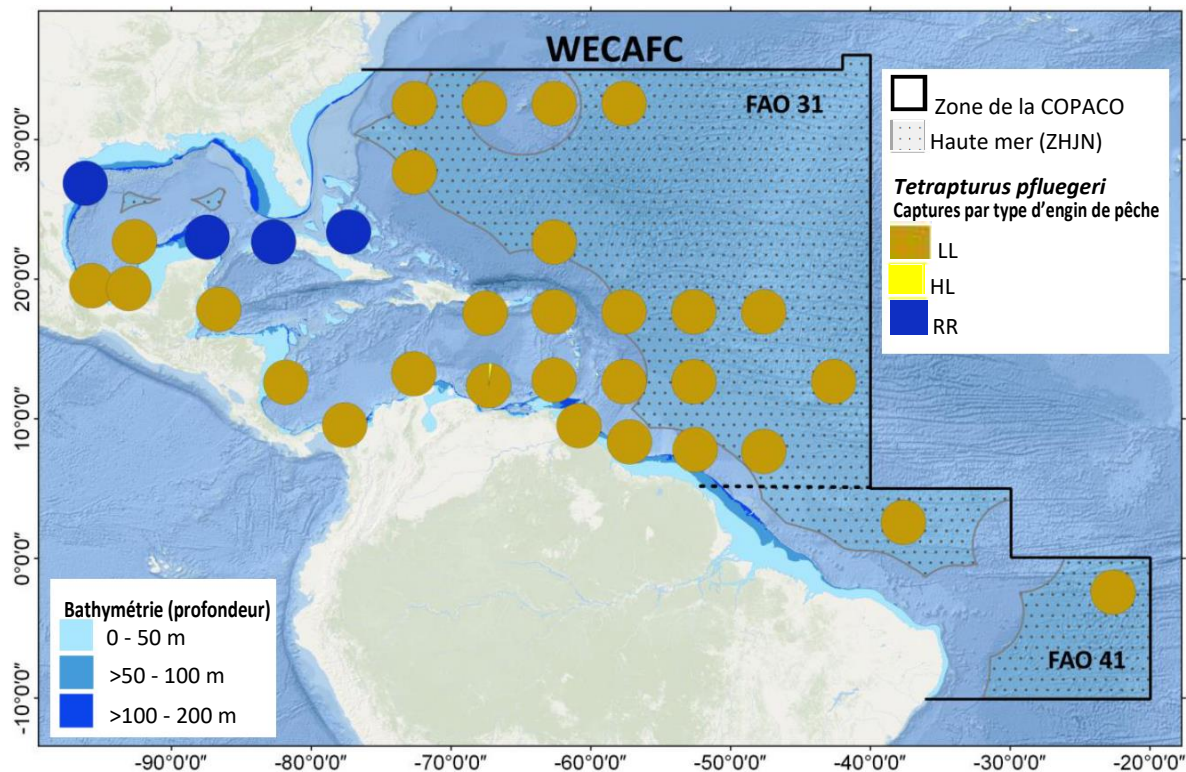 WECAFC
FAO 31
Zone de la COPACO
Haute mer (ZHJN)
Tetrapturus pfluegeri
Captures par type d’engin de pêche
LL
HL
RR
30°0'0"
20°0'0"
10°0'0"
0°0'0"
-10°0'0"
Bathymétrie (profondeur)
0 - 50 m
>50 - 100 m
>100 - 200 m
FAO 41
-90°0'0"
-80°0'0"
-70°0'0"
-60°0'0"
-50°0'0"
-40°0'0"
-30°0'0"
-20°0'0"